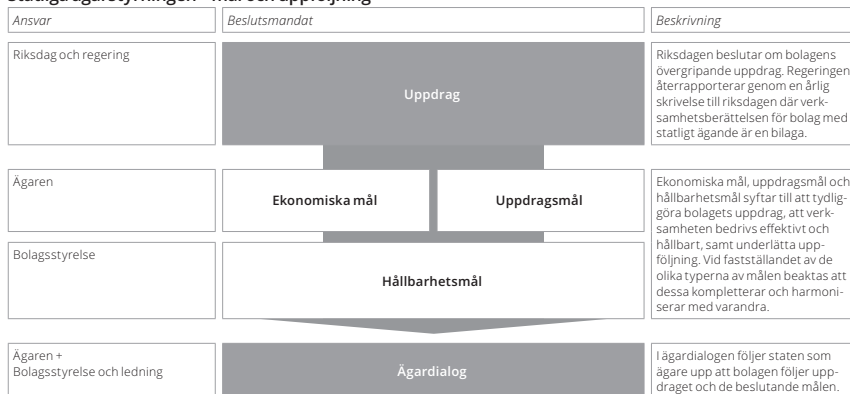 Statliga ägarstyrningen – mål och uppföljning
Ansvar
Beslutsmandat
Beskrivning
Riksdag och regering
Uppdrag
Riksdagen beslutar om bolagens
övergripande uppdrag. Regeringen
återrapporterar genom en årlig
skrivelse till riksdagen där verk-
samhetsberättelsen för bolag med
statligt ägande är en bilaga.
Ägaren
Ekonomiska mål
Uppdragsmål
Ekonomiska mål, uppdragsmål och
hållbarhetsmål syftar till att tydlig-
göra bolagets uppdrag, att verk-
samheten bedrivs effektivt och
hållbart, samt underlätta upp-
följning. Vid fastställandet av de
olika typerna av målen beaktas att
dessa kompletterar och harmoni-
serar med varandra.
Bolagsstyrelse
Hållbarhetsmål
Ägaren +
Bolagsstyrelse och ledning
Ägardialog
I ägardialogen följer staten som
ägare upp att bolagen följer upp-
draget och de beslutande målen.